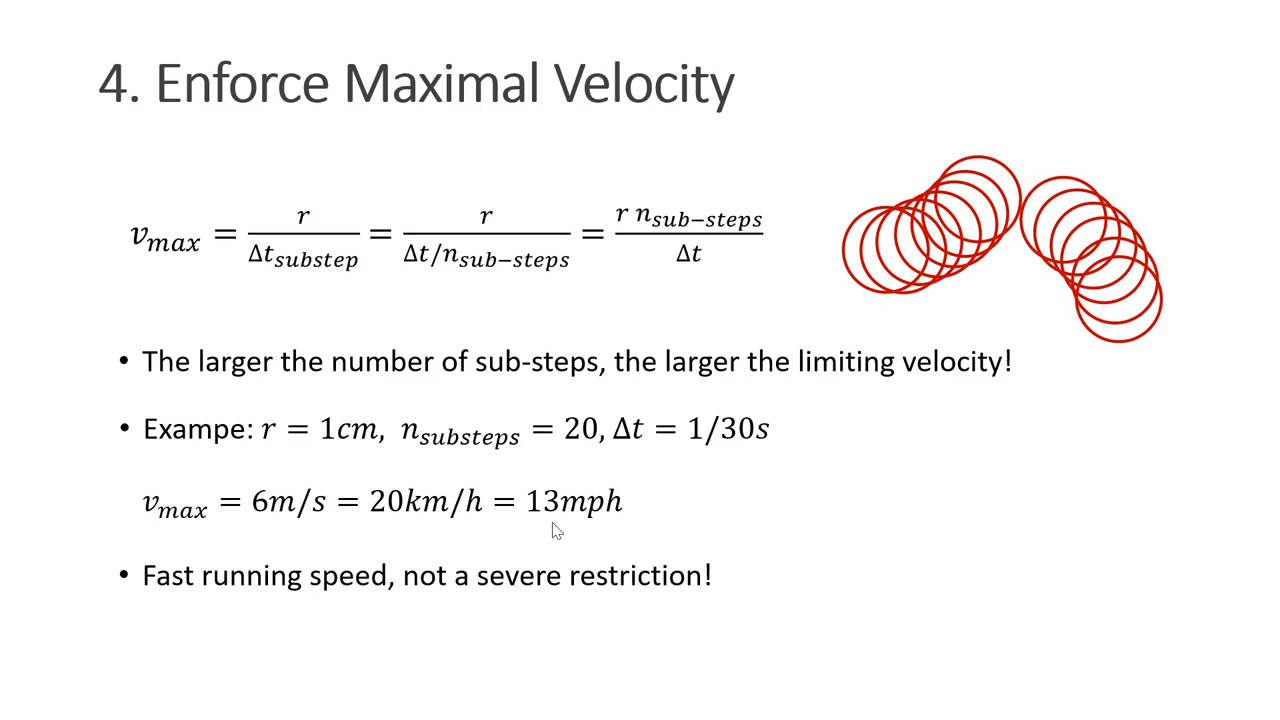 4. Enforce Maximal Velocity
𝑣ₘₐₓ = r / Δt_substep = r / (Δt/n_sub−steps) = r n_sub−steps / Δt
• The larger the number of sub-steps, the larger the limiting velocity!
• Exampe: r = 1cm, n_substeps = 20, Δt = 1/30s
v_max = 6m/s = 20km/h = 13mph
• Fast running speed, not a severe restriction!